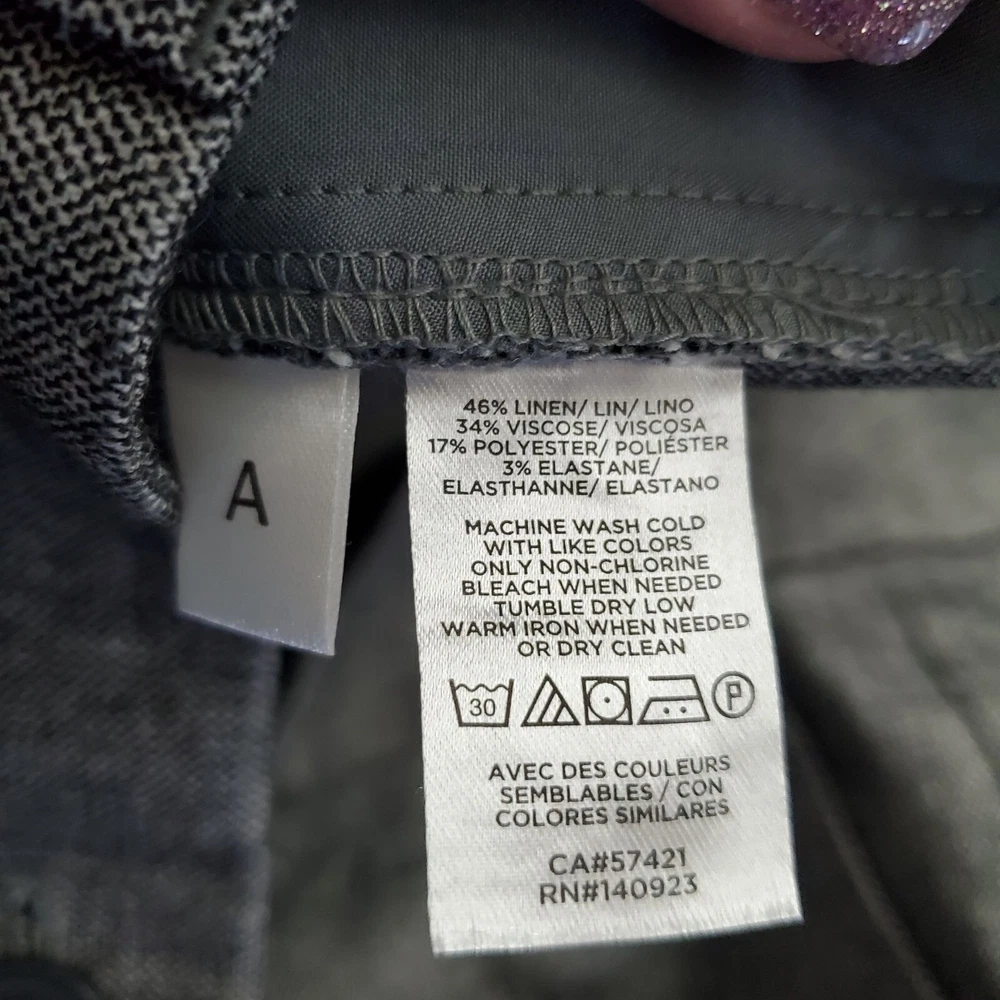 A
46% LINEN/ LIN/ LINO
34% VISCOSE/ VISCOSA
17% POLYESTER/ POLIÉSTER
3% ELASTANE/
ELASTHANNE/ ELASTANO
MACHINE WASH COLD
WITH LIKE COLORS
ONLY NON-CHLORINE
BLEACH WHEN NEEDED
TUMBLE DRY LOW
WARM IRON WHEN NEEDED
OR DRY CLEAN
30 P
AVEC DES COULEURS
SEMBLABLES / CON
COLORES SIMILARES
CA#57421
RN#140923